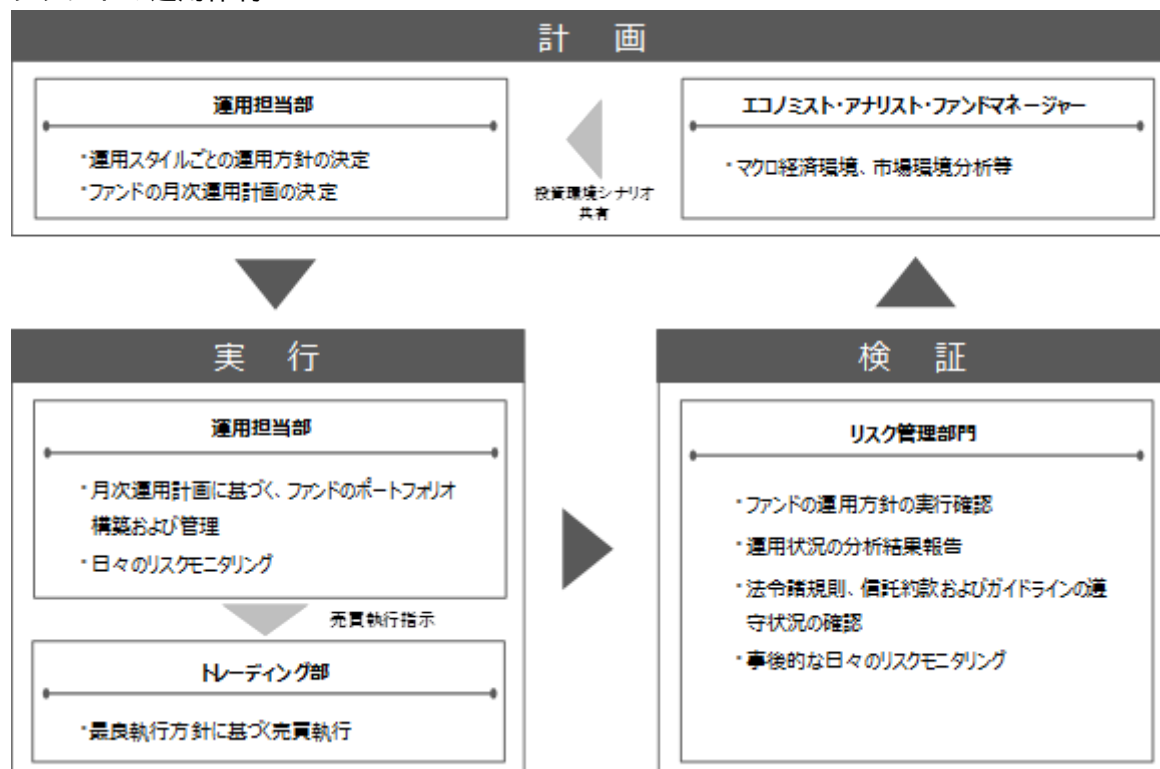 計 画
運用担当部
・運用スタイルごとの運用方針の決定
・ファンドの月次運用計画の決定
投資環境シナリオ
共有
エコノミスト・アナリスト・ファンドマネージャー
・マクロ経済環境、市場環境分析等
実 行
運用担当部
・月次運用計画に基づく、ファンドのポートフォリオ
構築および管理
・日々のリスクモニタリング
売買執行指示
トレーディング部
・最良執行方針に基づく売買執行
検 証
リスク管理部門
・ファンドの運用方針の実行確認
・運用状況の分析結果報告
・法令諸規則、信託約款およびガイドラインの遵
守状況の確認
・事後的な日々のリスクモニタリング